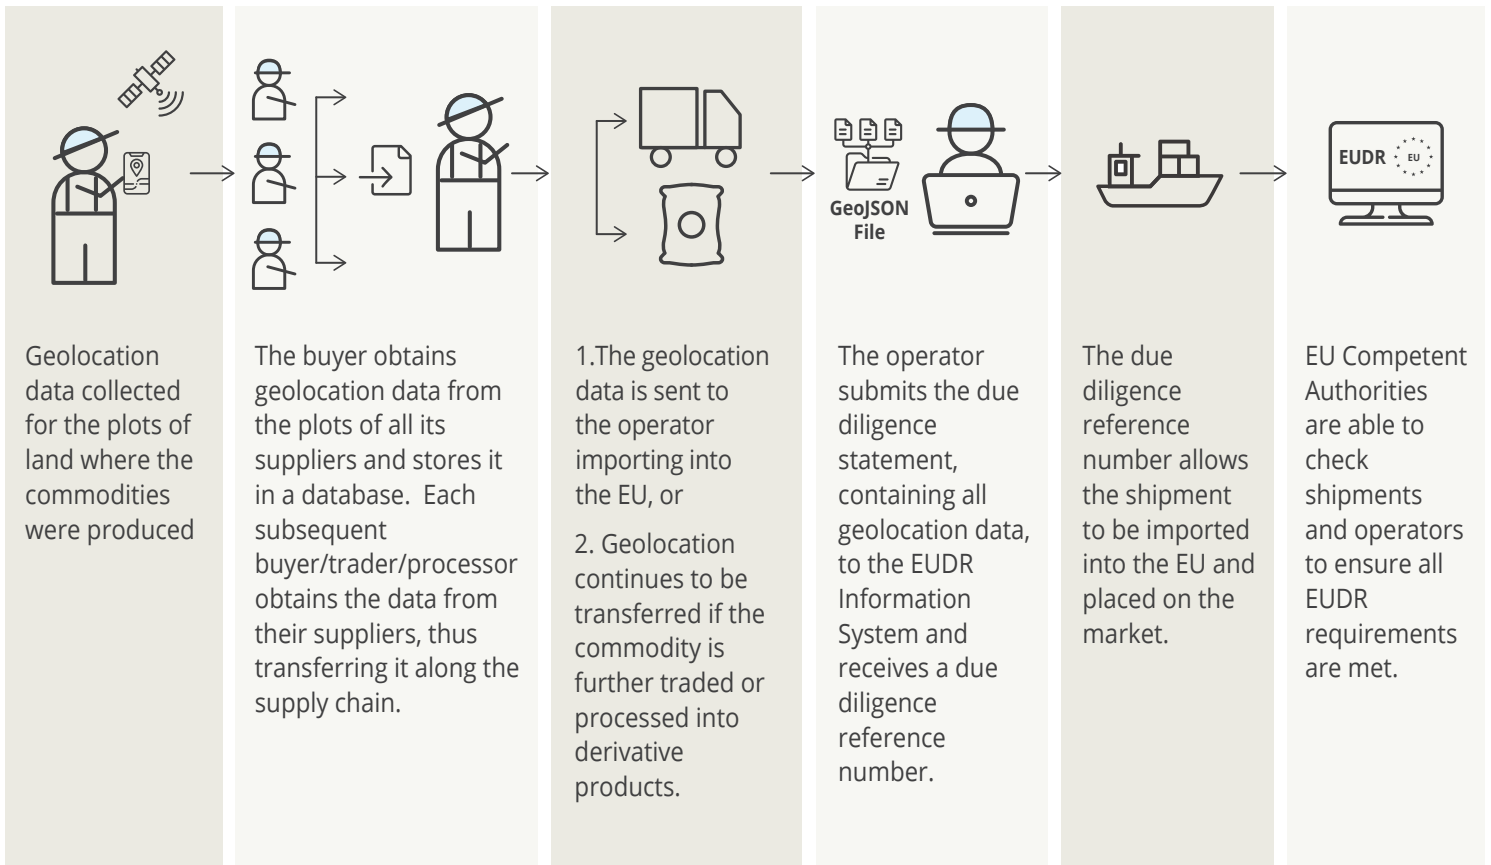 GeoJSON
File
EUDR
EU
Geolocation
data collected
for the plots of
land where the
commodities
were produced
The buyer obtains
geolocation data from
the plots of all its
suppliers and stores it
in a database.  Each
subsequent
buyer/trader/processor
obtains the data from
their suppliers, thus
transferring it along the
supply chain.
1.The geolocation
data is sent to
the operator
importing into
the EU, or
2. Geolocation
continues to be
transferred if the
commodity is
further traded or
processed into
derivative
products.
The operator
submits the due
diligence
statement,
containing all
geolocation data,
to the EUDR
Information
System and
receives a due
diligence
reference
number.
The due
diligence
reference
number allows
the shipment
to be imported
into the EU and
placed on the
market.
EU Competent
Authorities
are able to
check
shipments
and operators
to ensure all
EUDR
requirements
are met.